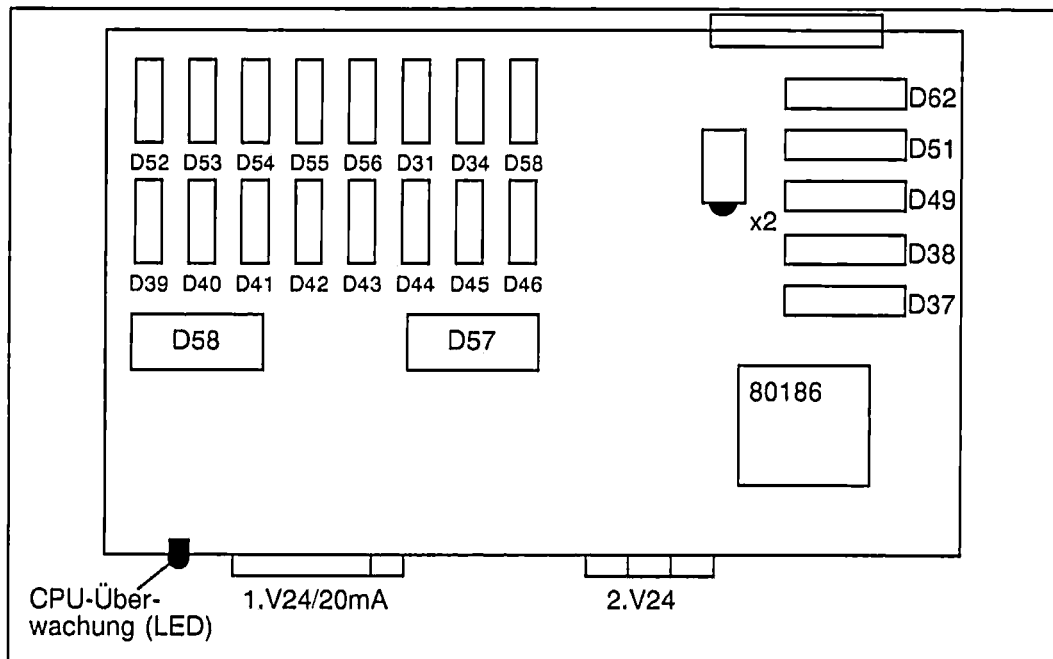 D62
D51
D52 D53 D54 D55 D56 D31 D34 D58
D49
x2
D38
D39 D40 D41 D42 D43 D44 D45 D46
D37
D58 D57
80186
CPU-Über-
wachung (LED)
1.V24/20mA
2.V24